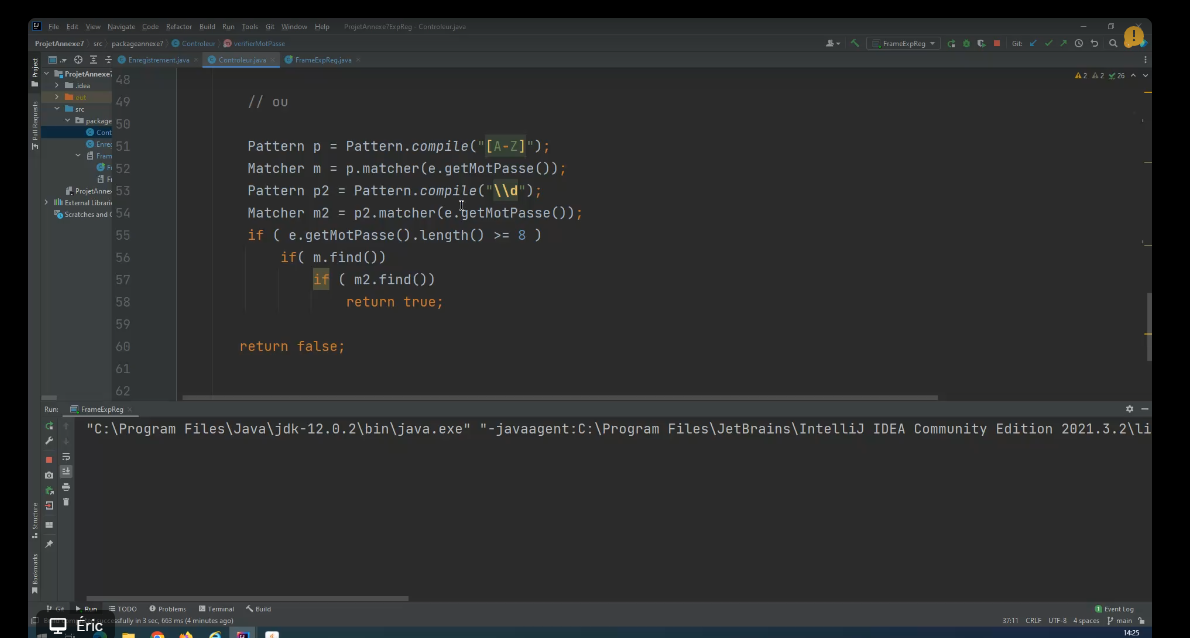 File Edit View Navigate Code Refactor Build Run Tools Git Window Help ProjetAnnexe7ExpReg - Controleur.java
ProjetAnnexe7 src packageannexe7 Controleur verifierMotPasse FrameExpReg Git:
Project
Enregistrement.java Controleur.java FrameExpReg.java
ProjetAnnexe7
.idea
out
src
package
Cont
Enre
Fram
F
Fr
ProjetAnnex
External Librarie
Scratches and C
Pull Requests
2 2 26
48
49 // ou
50
51 Pattern p = Pattern.compile("[A-Z]");
52 Matcher m = p.matcher(e.getMotPasse());
53 Pattern p2 = Pattern.compile("\\d");
54 Matcher m2 = p2.matcher(e.getMotPasse());
55 if ( e.getMotPasse().length() >= 8 )
56 if( m.find())
57 if ( m2.find())
58 return true;
59
60 return false;
61
62
Run: FrameExpReg
"C:\Program Files\Java\jdk-12.0.2\bin\java.exe" "-javaagent:C:\Program Files\JetBrains\IntelliJ IDEA Community Edition 2021.3.2\li
Structure
Bookmarks
Git Run TODO Problems Terminal Build 1 Event Log
successfully in 3 sec, 663 ms (4 minutes ago) 37:11 CRLF UTF-8 4 spaces main
Éric
14:25